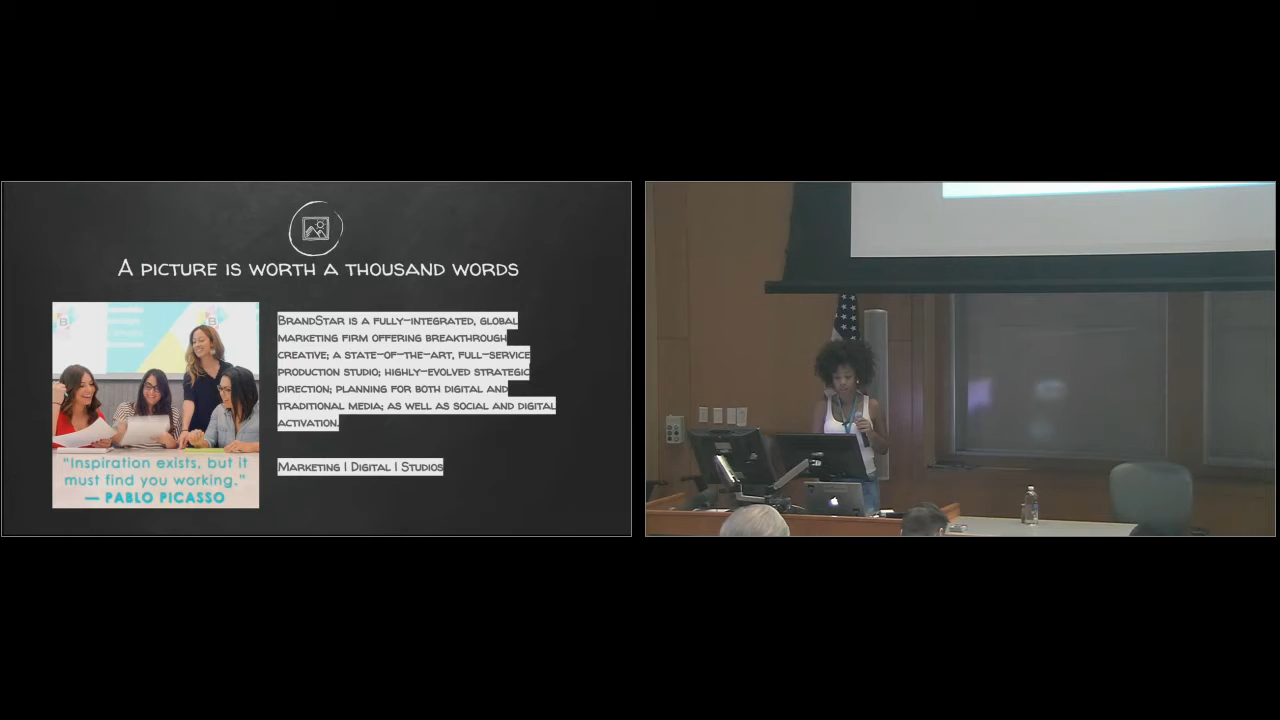 A picture is worth a thousand words
BrandStar is a fully-integrated, global
marketing firm offering breakthrough
creative; a state-of-the-art, full-service
production studio; highly-evolved strategic
direction; planning for both digital and
traditional media; as well as social and digital
activation.
Marketing | Digital | Studios
B
B
“Inspiration exists, but it
must find you working.”
— PABLO PICASSO